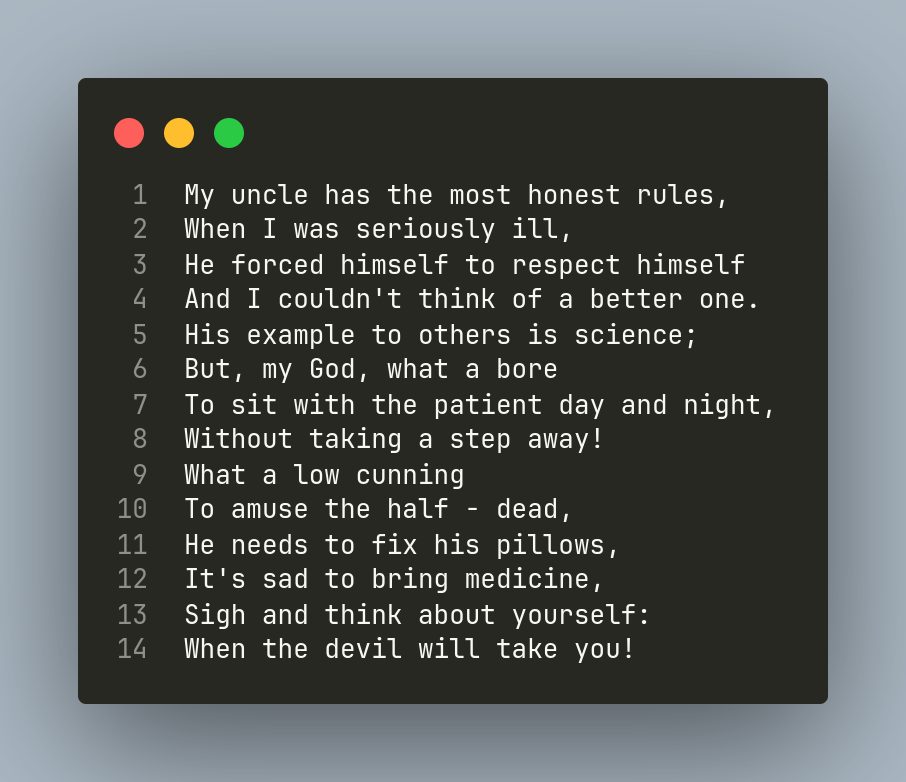 1 My uncle has the most honest rules,
2 When I was seriously ill,
3 He forced himself to respect himself
4 And I couldn't think of a better one.
5 His example to others is science;
6 But, my God, what a bore
7 To sit with the patient day and night,
8 Without taking a step away!
9 What a low cunning
10 To amuse the half - dead,
11 He needs to fix his pillows,
12 It's sad to bring medicine,
13 Sigh and think about yourself:
14 When the devil will take you!